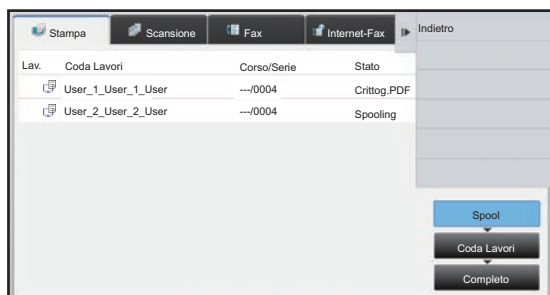 Stampa Scansione Fax Internet-Fax Indietro
Lav. Coda Lavori Corso/Serie Stato
User_1_User_1_User ---/0004 Crittog.PDF
User_2_User_2_User ---/0004 Spooling
Spool
Coda Lavori
Completo